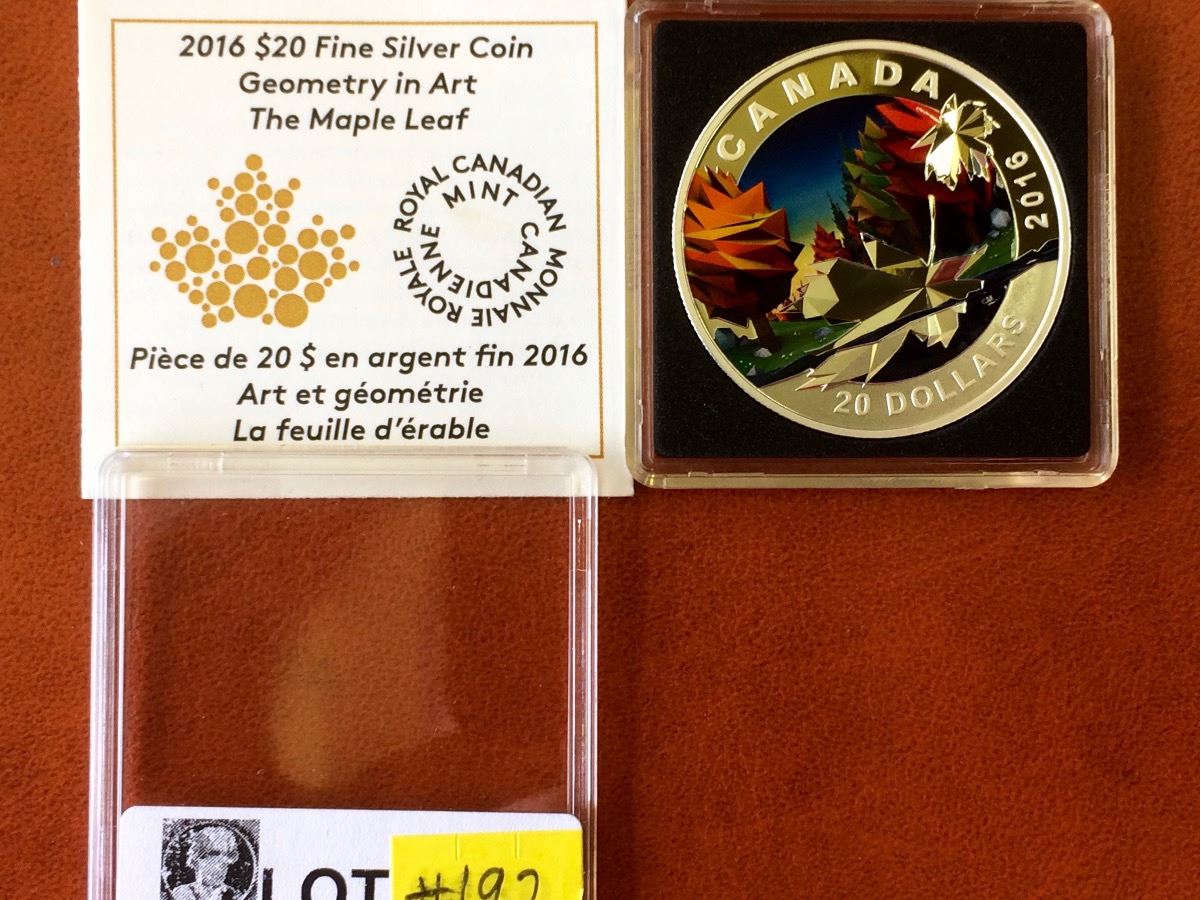 2016 $20 Fine Silver Coin
Geometry in Art
The Maple Leaf
ROYAL CANADIAN MINT
MONNAIE ROYALE CANADIENNE
Pièce de 20 $ en argent fin 2016
Art et géométrie
La feuille d'érable
CANADA
2016
20 DOLLARS
LOT
#192